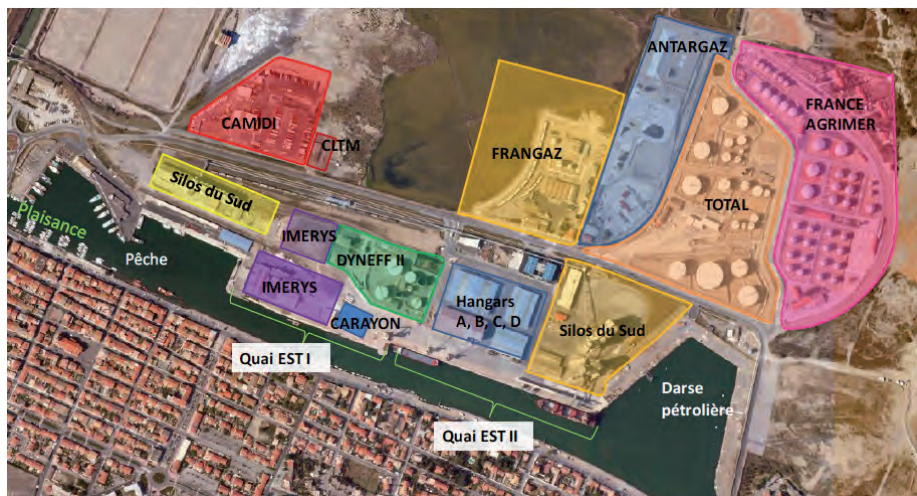 ANTARGAZ
FRANCE
AGRIMER
CAMIDI
CLTM
FRANGAZ
Silos du Sud
TOTAL
Plaisance
IMERYS
Pêche
DYNEFF II
IMERYS
Hangars
A, B, C, D
CARAYON
Silos du Sud
Quai EST I
Darse
pétrolière
Quai EST II